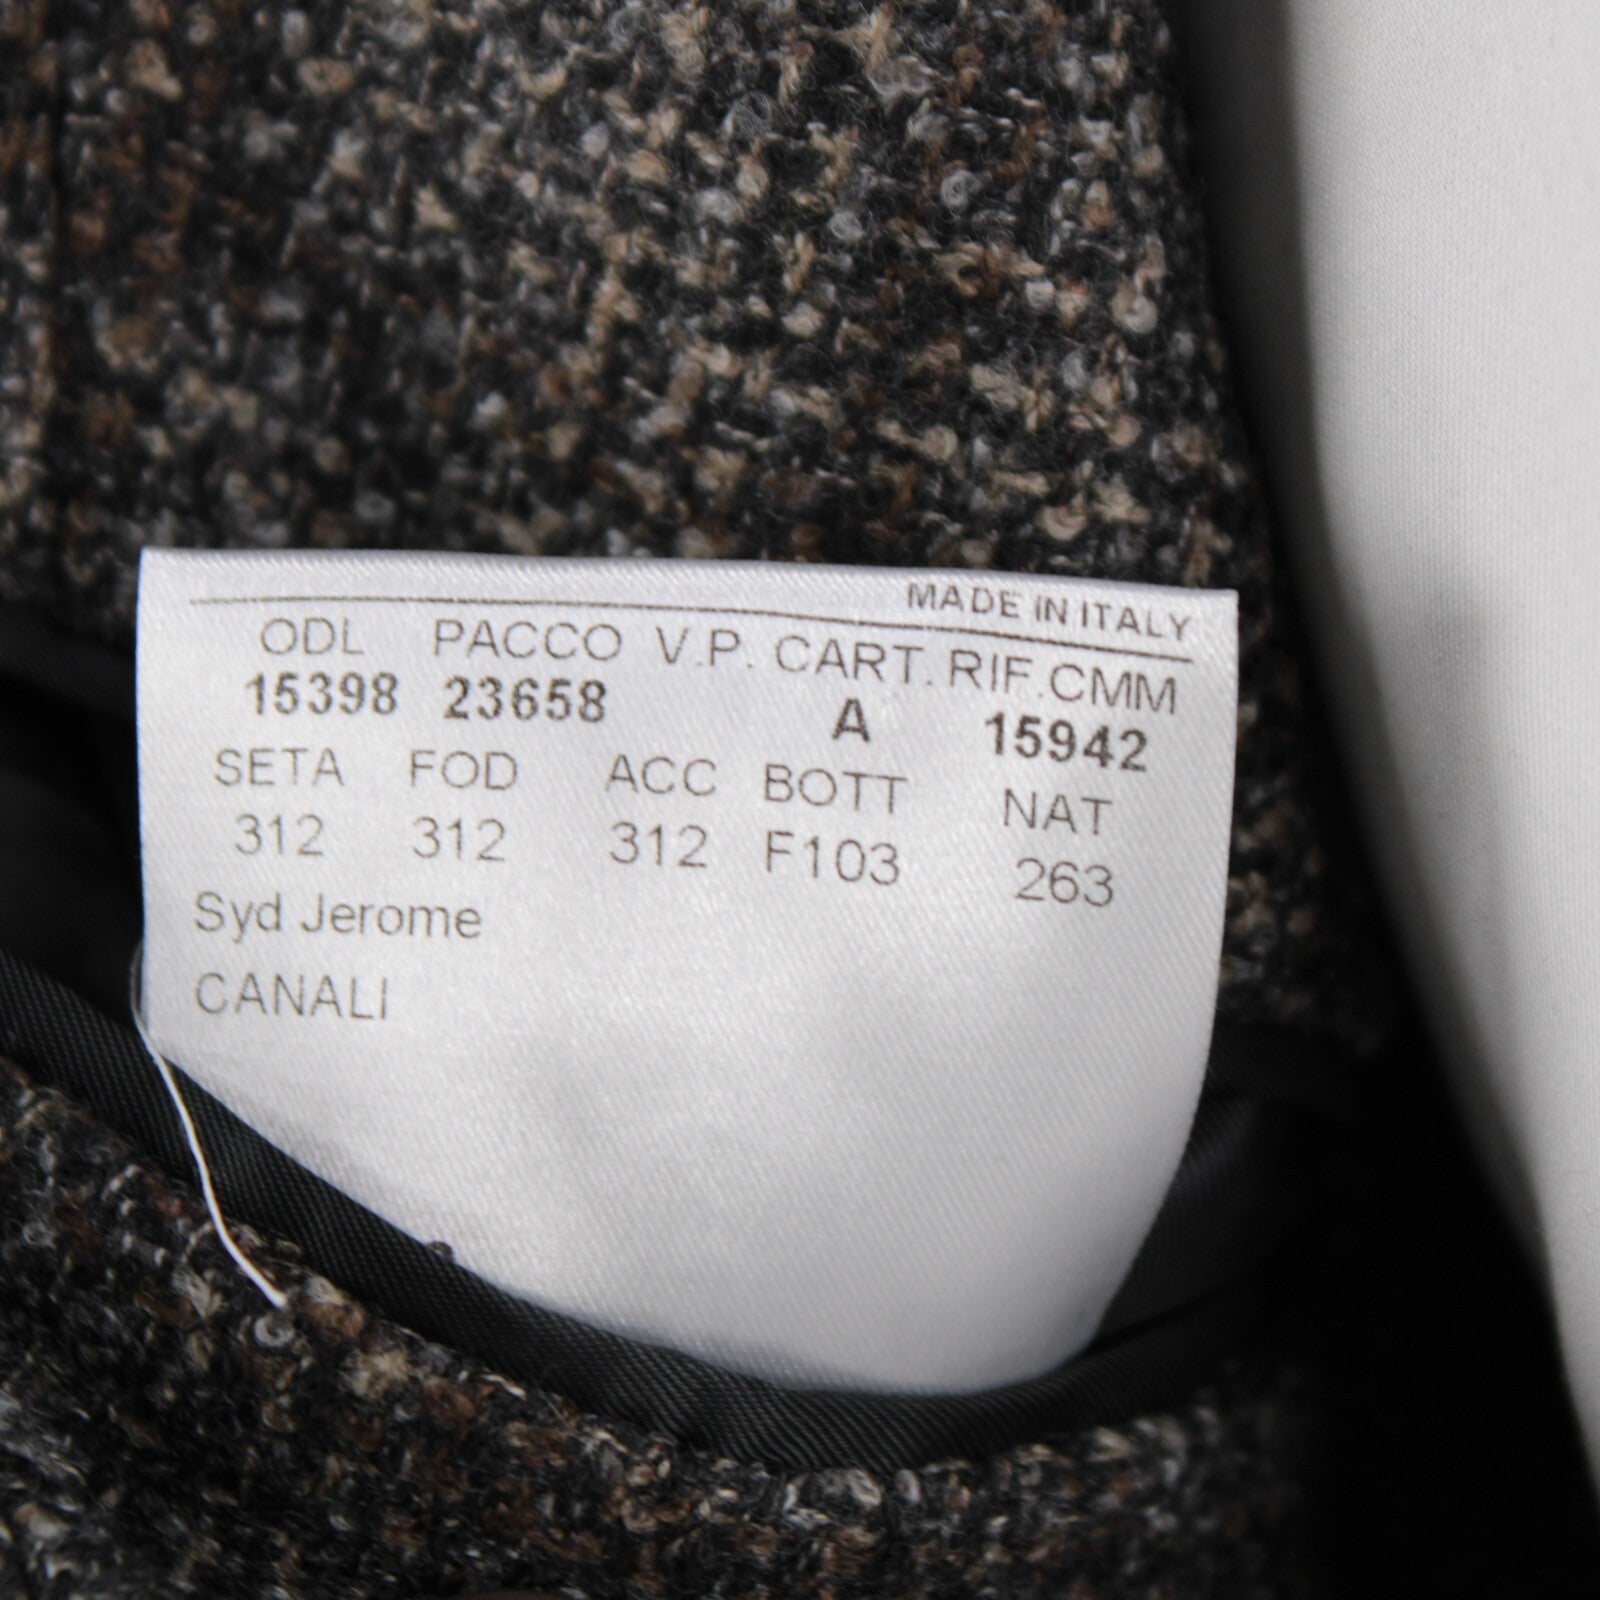 MADE IN ITALY
ODL PACCO V.P. CART. RIF.CMM
15398 23658 A 15942
SETA FOD ACC BOTT NAT
312 312 312 F103 263
Syd Jerome
CANALI